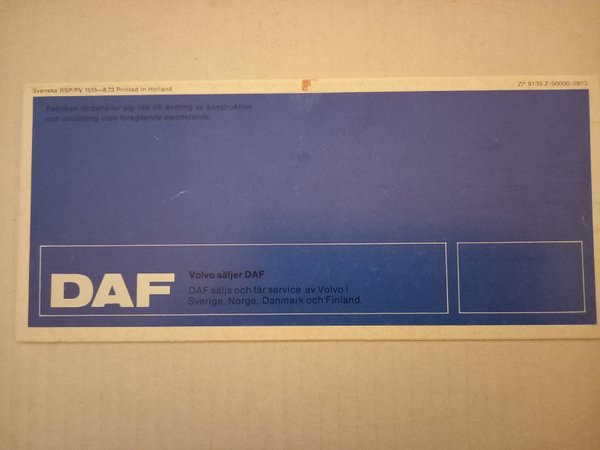 Svenska RSP/PV 1515—8.73 Printed in Holland
ZP 6135 Z 50000-0873
Fabriken förbehåller sig rätt till ändring av konstruktion
och utrustning utan föregående meddelande.
DAF
Volvo säljer DAF
DAF säljs och får service av Volvo i
Sverige, Norge, Danmark och Finland.